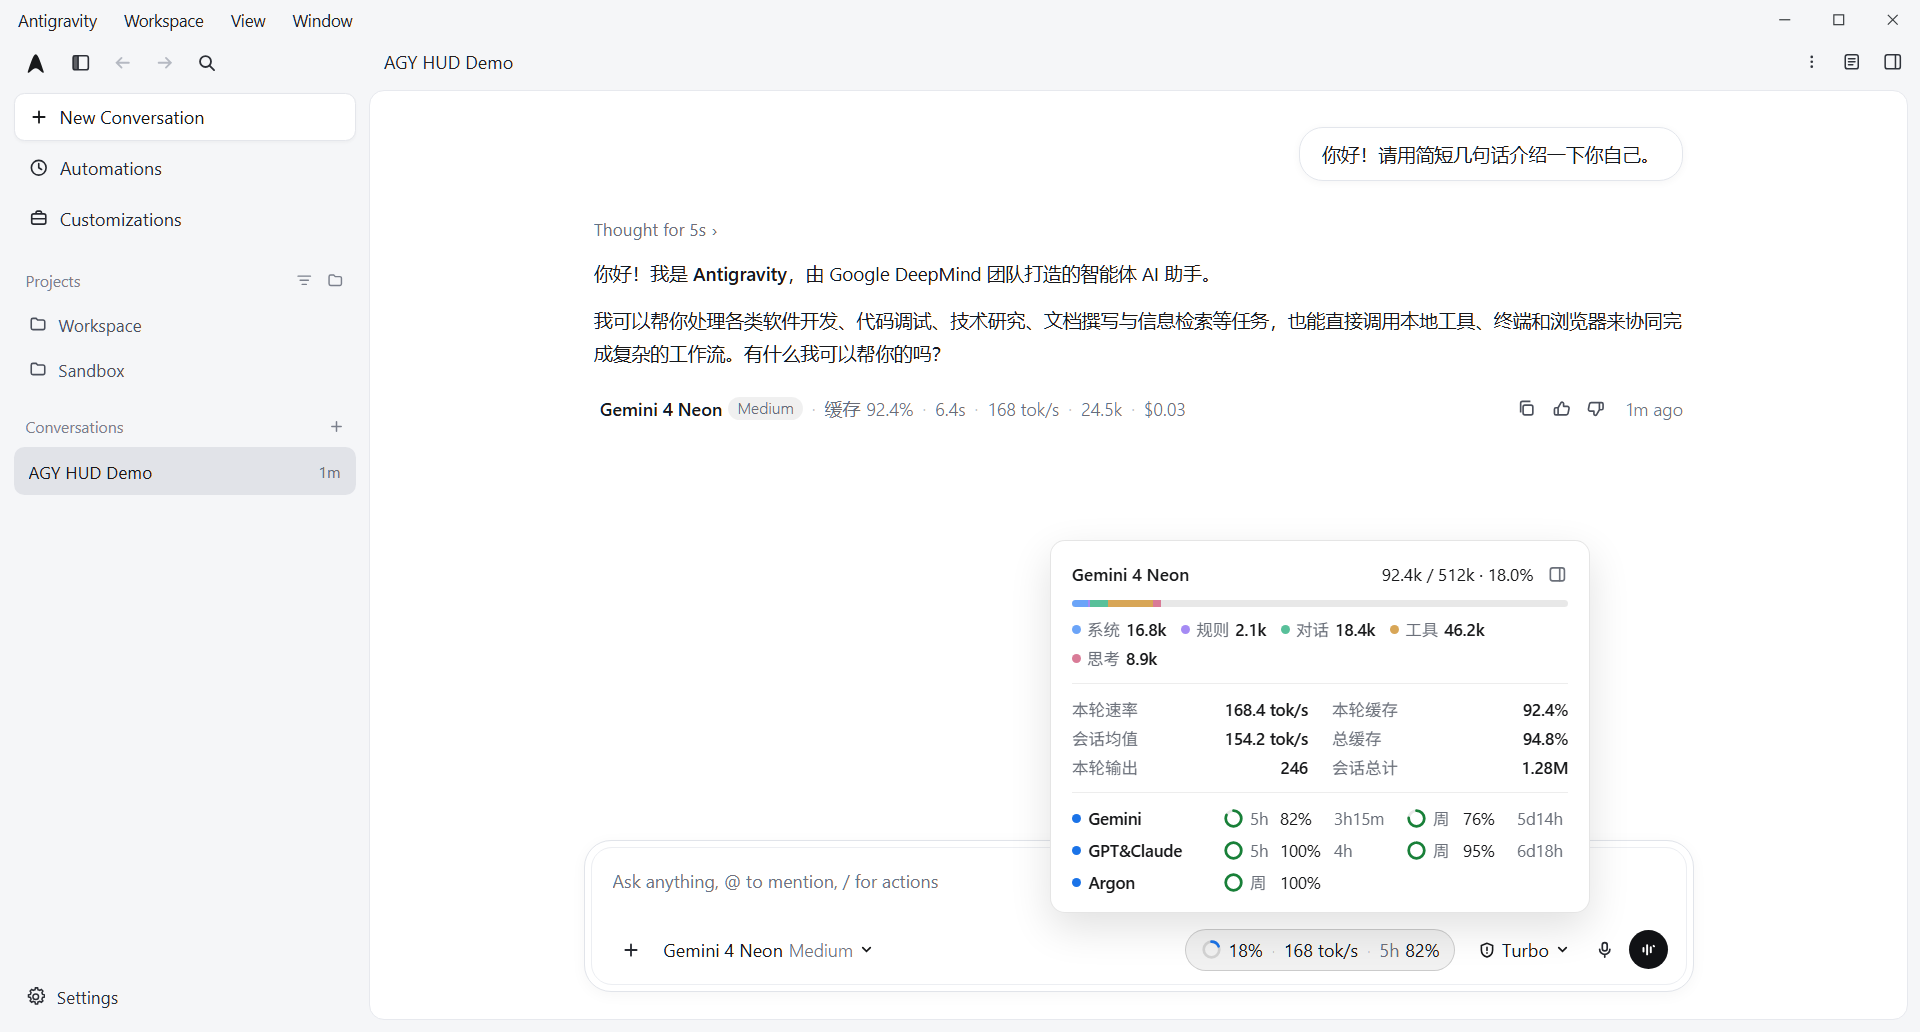 Antigravity Workspace View Window
AGY HUD Demo
New Conversation
Automations
Customizations
Projects
Workspace
Sandbox
Conversations
AGY HUD Demo 1m
Settings
你好！请用简短几句话介绍一下你自己。
Thought for 5s ›
你好！我是 Antigravity，由 Google DeepMind 团队打造的智能体 AI 助手。
我可以帮你处理各类软件开发、代码调试、技术研究、文档撰写与信息检索等任务，也能直接调用本地工具、终端和浏览器来协同完
成复杂的工作流。有什么我可以帮你的吗？
Gemini 4 Neon Medium · 缓存 92.4% · 6.4s · 168 tok/s · 24.5k · $0.03 1m ago
Gemini 4 Neon 92.4k / 512k · 18.0%
系统 16.8k 规则 2.1k 对话 18.4k 工具 46.2k
思考 8.9k
本轮速率 168.4 tok/s 本轮缓存 92.4%
会话均值 154.2 tok/s 总缓存 94.8%
本轮输出 246 会话总计 1.28M
Gemini 5h 82% 3h15m 周 76% 5d14h
GPT&Claude 5h 100% 4h 周 95% 6d18h
Argon 周 100%
Ask anything, @ to mention, / for actions
Gemini 4 Neon Medium 18% · 168 tok/s · 5h 82% Turbo